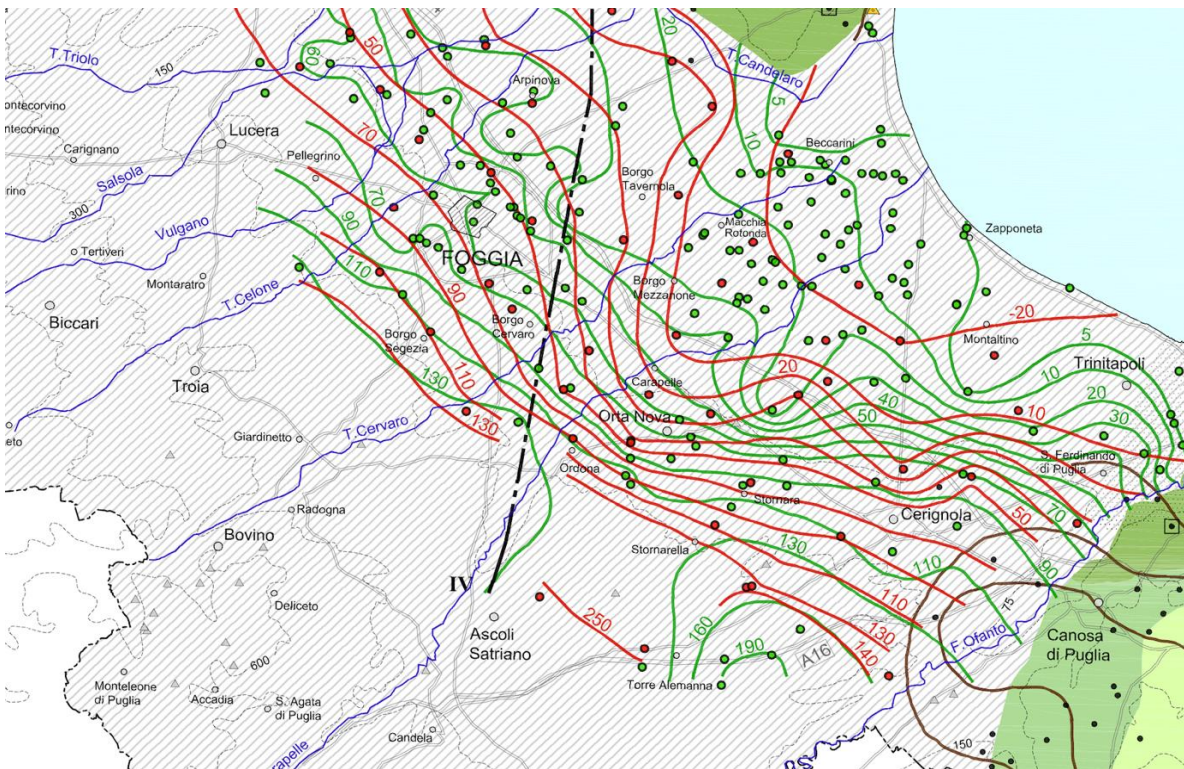 T.Triolo
150
60
50
20
T.Candelaro
Arpinova
5
Lucera
70
10
Beccarini
Carignano
Pellegrino
Borgo
Tavernola
Salsola
300
Vulgano
70
90
Macchia
Rotonda
Zapponeta
Tertiveri
Montaratro
FOGGIA
110
90
Borgo
Mezzanone
T.Celone
Biccari
Borgo
Cervaro
-20
Borgo
Segezia
Montaltino
5
Trinitapoli
Troia
130
110
Carapelle
20
10
40
20
10
30
50
Orta Nova
T.Cervaro
130
Giardinetto
Ordona
S. Ferdinando
di Puglia
Stornara
70
50
Radogna
Cerignola
Bovino
Stornarella
130
110
90
IV
Deliceto
250
110
75
Ascoli
Satriano
160
130
F.Ofanto
Canosa
di Puglia
190
A16
140
600
Monteleone
di Puglia
Accadia
S. Agata
di Puglia
Torre Alemanna
Candela
150